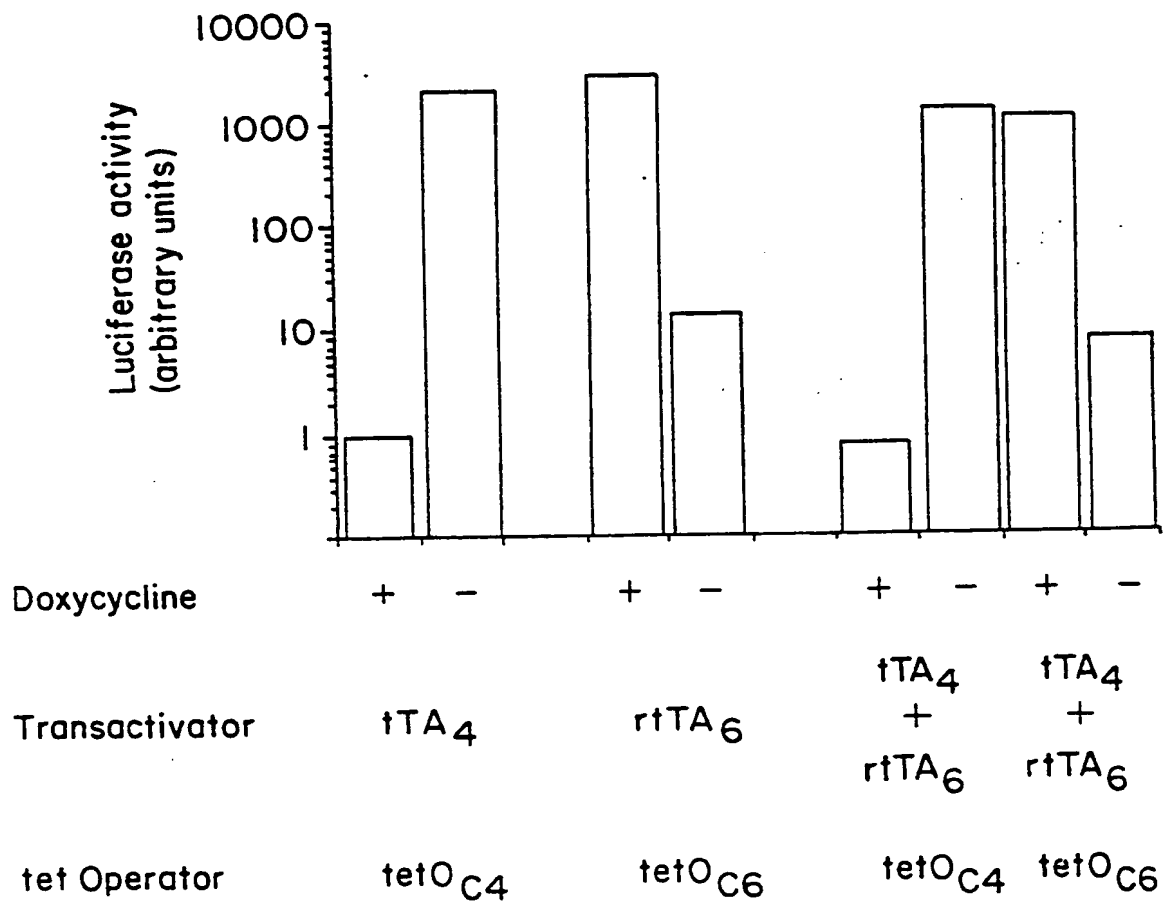 10000
1000
100
10
1
Luciferase activity
(arbitrary units)
Doxycycline + − + − + − + −
Transactivator tTA4 rtTA6 tTA4 + rtTA6 tTA4 + rtTA6
tet Operator tetOC4 tetOC6 tetOC4 tetOC6